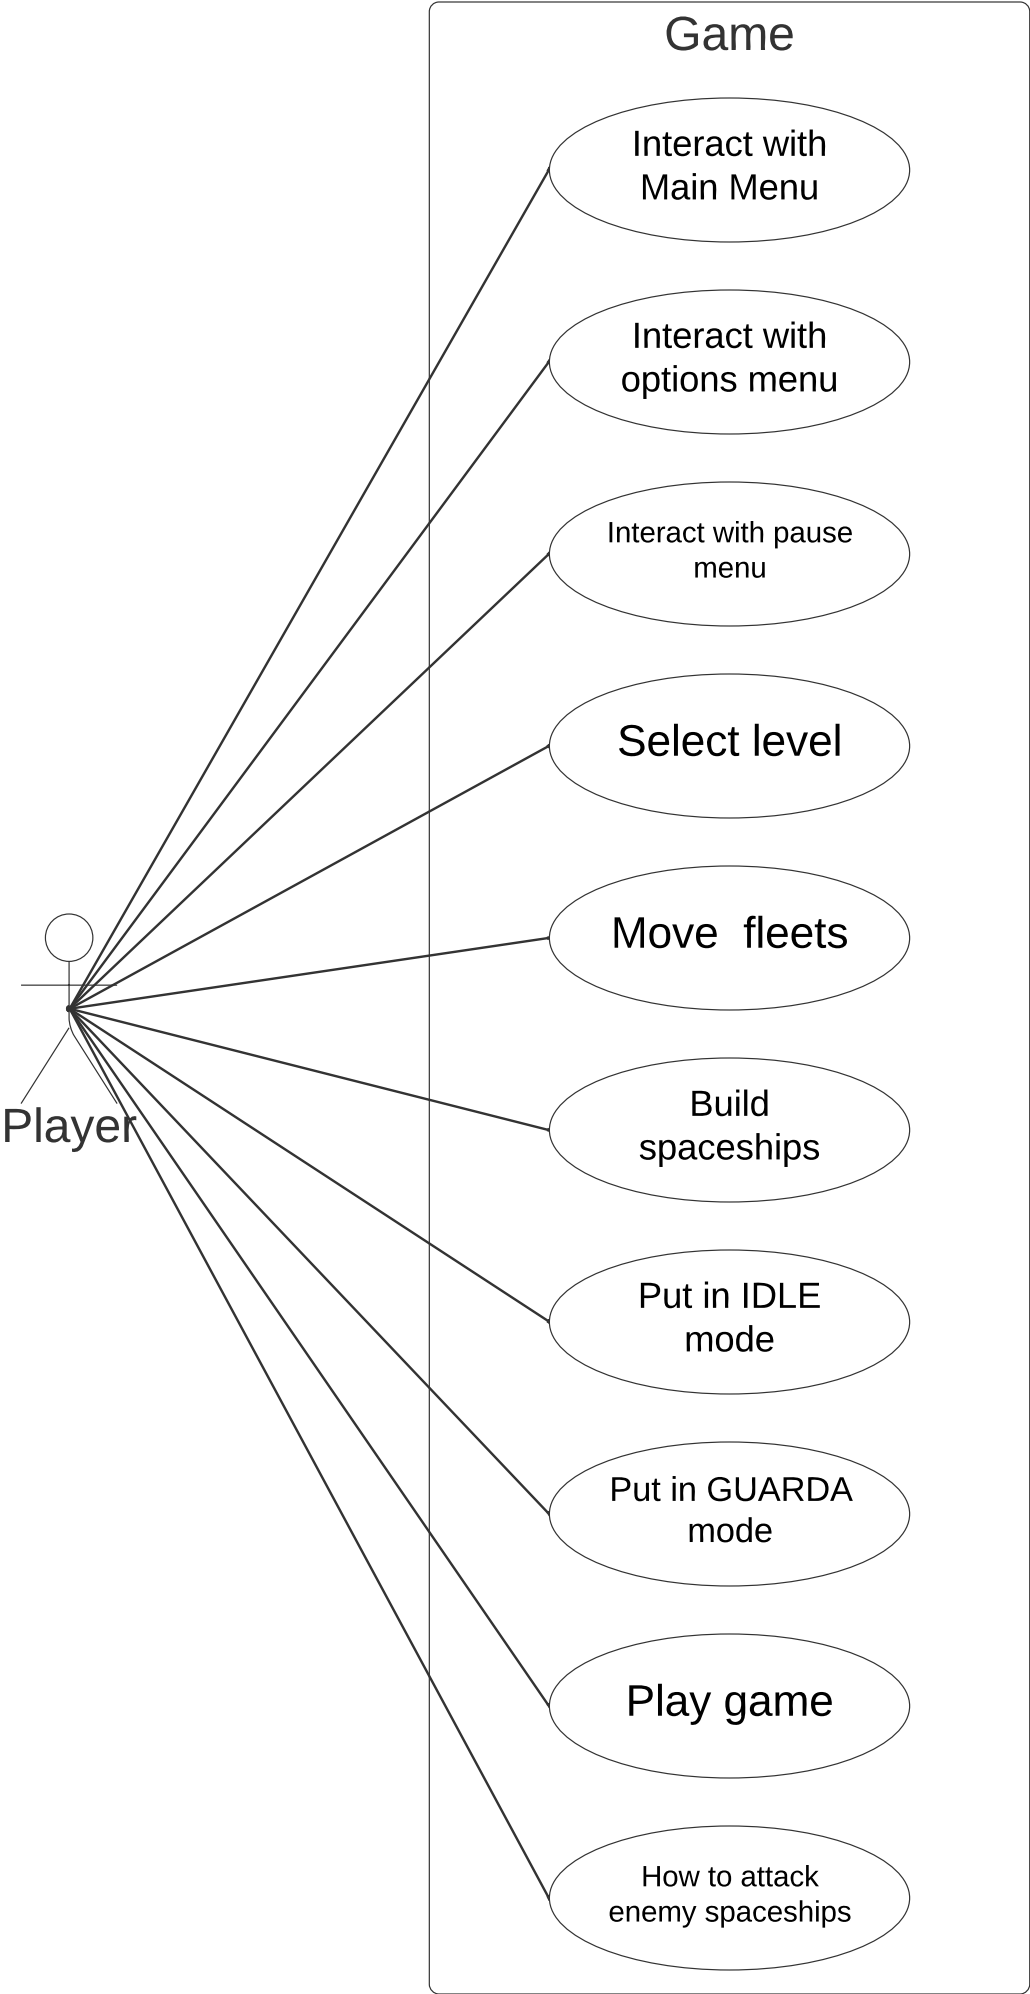 Game
Interact with
Main Menu
Interact with
options menu
Interact with pause
menu
Select level
Move  fleets
Player
Build
spaceships
Put in IDLE
mode
Put in GUARDA
mode
Play game
How to attack
enemy spaceships